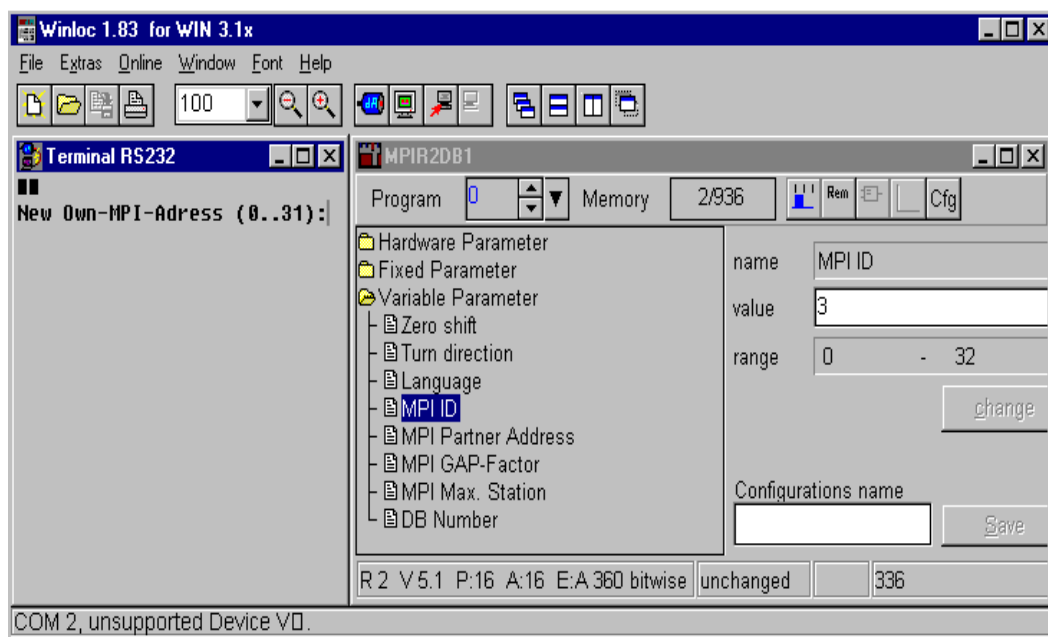 Winloc 1.83 for WIN 3.1x
File Extras Online Window Font Help
100
Terminal RS232
New Own-MPI-Adress (0..31):
MPIR2DB1
Program 0 Memory 2/936 Rem Cfg
Hardware Parameter
Fixed Parameter
Variable Parameter
Zero shift
Turn direction
Language
MPI ID
MPI Partner Address
MPI GAP-Factor
MPI Max. Station
DB Number
name MPI ID
value 3
range 0 - 32
change
Configurations name
Save
R 2 V 5.1 P:16 A:16 E:A 360 bitwise unchanged 336
COM 2, unsupported Device V▯.